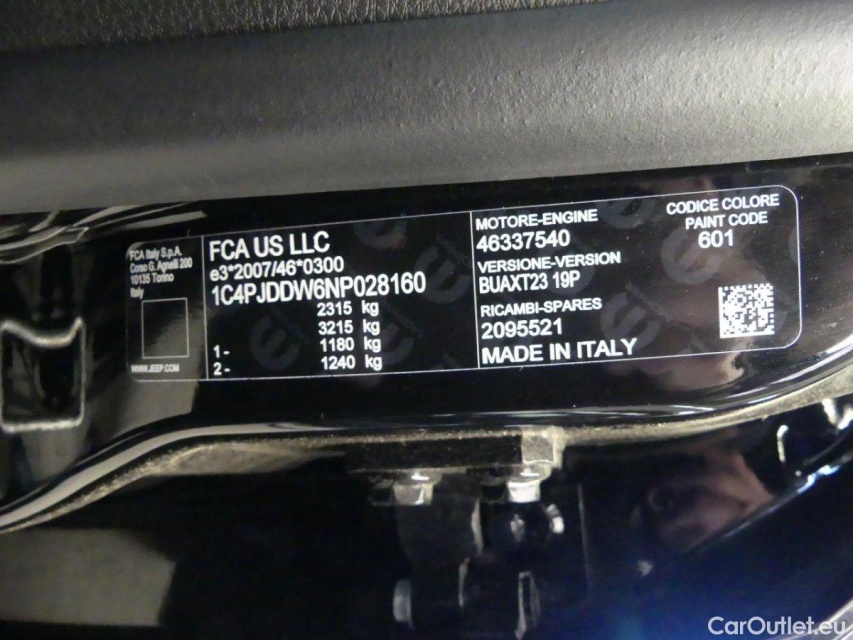 FCA Italy S.p.A.
Corso G. Agnelli 200
10135 Torino
Italy
WWW.JEEP.COM
FCA US LLC
e3*2007/46*0300
1C4PJDDW6NP028160
2315 kg
3215 kg
1- 1180 kg
2- 1240 kg
MOTORE-ENGINE
46337540
VERSIONE-VERSION
BUAXT23 19P
RICAMBI-SPARES
2095521
MADE IN ITALY
CODICE COLORE
PAINT CODE
601
CarOutlet.eu